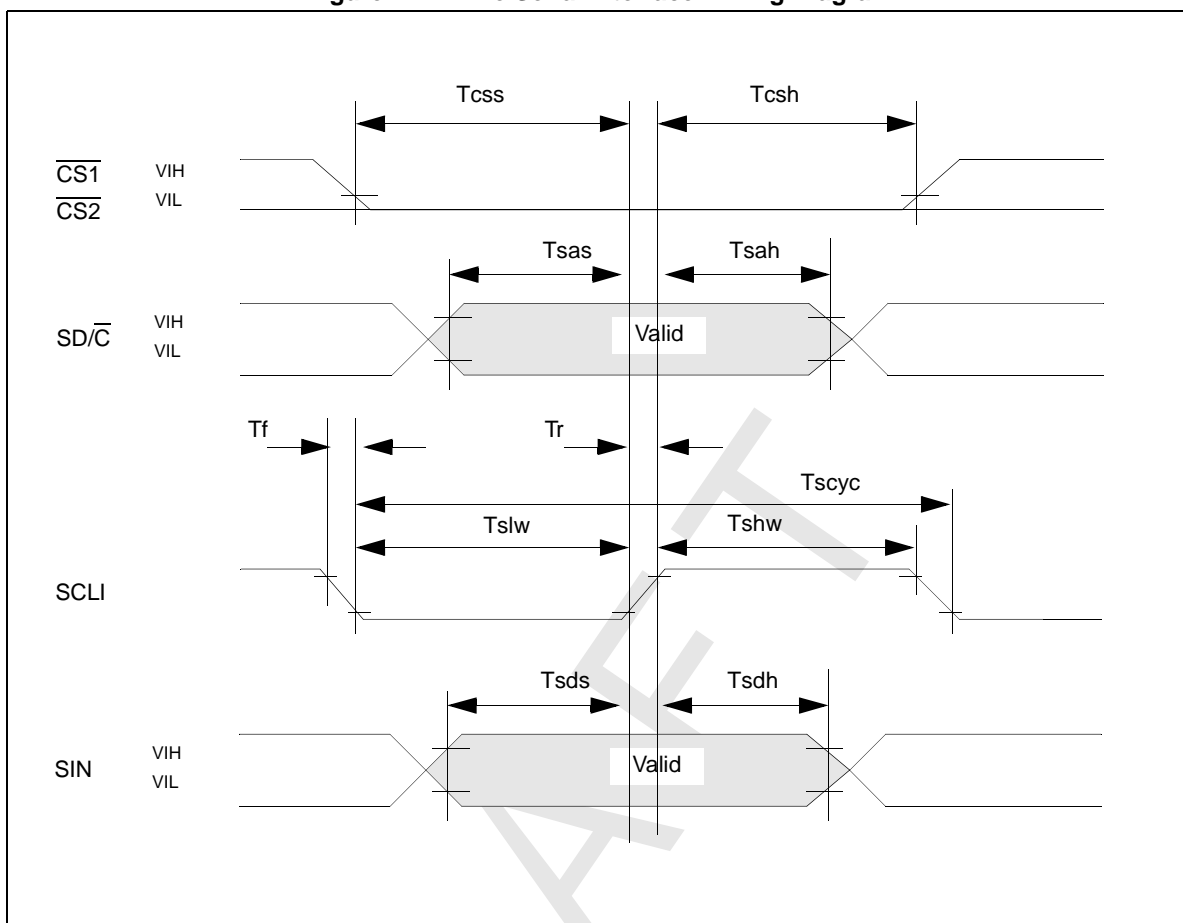 Tcss Tcsh
CS1 VIH
CS2 VIL
Tsas Tsah
SD/C VIH
VIL
Valid
Tf Tr
Tscyc
Tslw Tshw
SCLI
Tsds Tsdh
SIN VIH
VIL
Valid
AFT